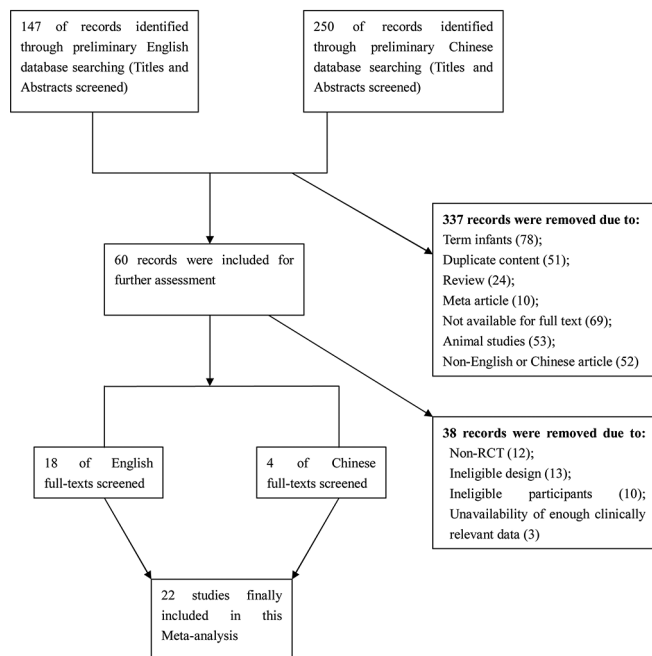 147 of records identified
through preliminary English
database searching (Titles and
Abstracts screened)
250 of records identified
through preliminary Chinese
database searching (Titles and
Abstracts screened)
337 records were removed due to:
Term infants (78);
Duplicate content (51);
Review (24);
Meta article (10);
Not available for full text (69);
Animal studies (53);
Non-English or Chinese article (52)
60 records were included for
further assessment
38 records were removed due to:
Non-RCT (12);
Ineligible design (13);
Ineligible participants (10);
Unavailability of enough clinically
relevant data (3)
18 of English
full-texts screened
4 of Chinese
full-texts screened
22 studies finally
included in this
Meta-analysis